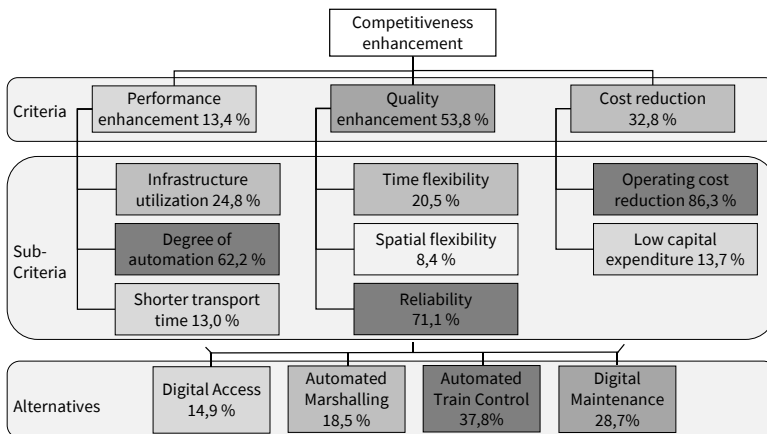 Competitiveness
enhancement
Criteria
Performance
enhancement 13,4 %
Quality
enhancement 53,8 %
Cost reduction
32,8 %
Sub-
Criteria
Infrastructure
utilization 24,8 %
Time flexibility
20,5 %
Operating cost
reduction 86,3 %
Degree of
automation 62,2 %
Spatial flexibility
8,4 %
Low capital
expenditure 13,7 %
Shorter transport
time 13,0 %
Reliability
71,1 %
Alternatives
Digital Access
14,9 %
Automated
Marshalling
18,5 %
Automated
Train Control
37,8%
Digital
Maintenance
28,7%